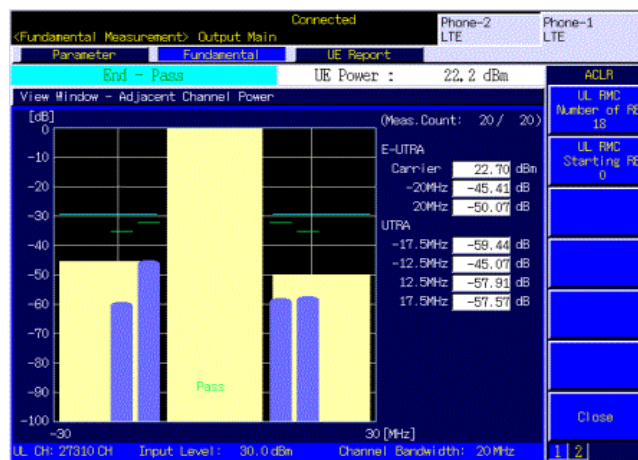 Connected
Phone-2
LTE
Phone-1
LTE
<Fundamental Measurement> Output Main
Parameter
Fundamental
UE Report
End - Pass
UE Power :
22.2 dBm
ACLR
View Window - Adjacent Channel Power
UL RMC
Number of RB
18
UL RMC
Starting RB
0
[dB]
(Meas.Count: 20/ 20)
0
-10
-20
-30
-40
-50
-60
-70
-80
-90
-100
E-UTRA
Carrier 22.70 dBm
-20MHz -45.41 dB
20MHz -50.07 dB
UTRA
-17.5MHz -59.44 dB
-12.5MHz -45.07 dB
12.5MHz -57.91 dB
17.5MHz -57.57 dB
Pass
-30
30 [MHz]
Close
UL CH: 27310 CH Input Level: 30.0 dBm Channel Bandwidth: 20 MHz
1 2